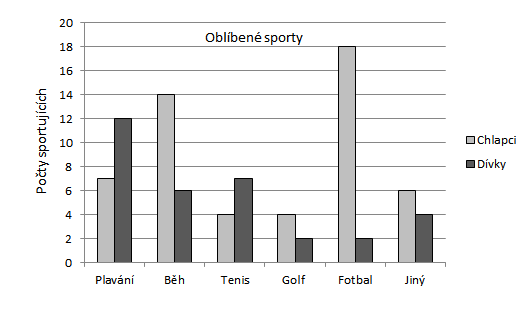 Oblíbené sporty
Počty sportujících
20
18
16
14
12
10
8
6
4
2
0
Plavání Běh Tenis Golf Fotbal Jiný
Chlapci
Dívky